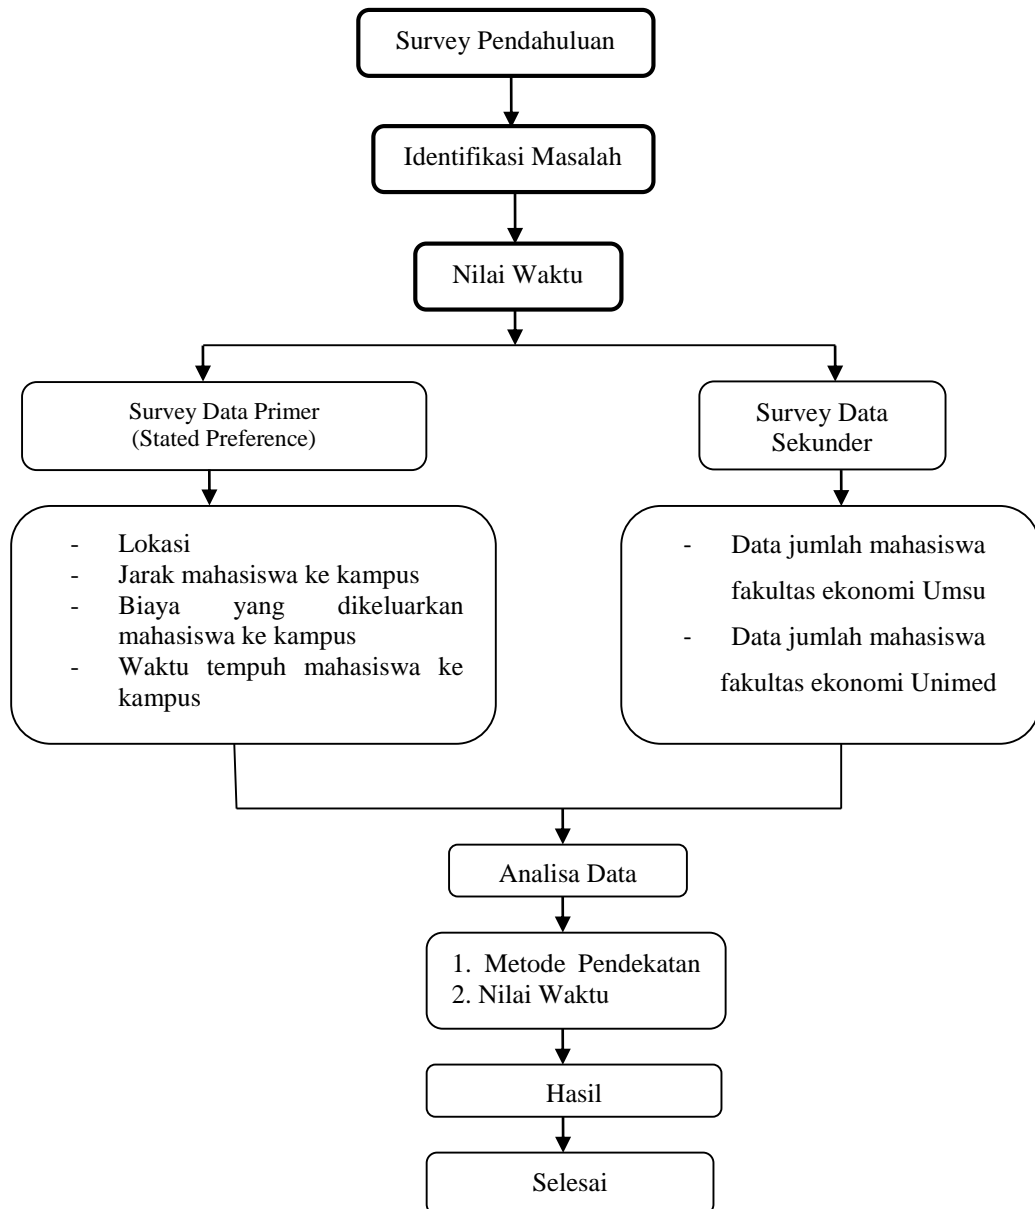 Survey Pendahuluan
Identifikasi Masalah
Nilai Waktu
Survey Data Primer
(Stated Preference)
Survey Data
Sekunder
- Lokasi
- Jarak mahasiswa ke kampus
- Biaya yang dikeluarkan
mahasiswa ke kampus
- Waktu tempuh mahasiswa ke
kampus
- Data jumlah mahasiswa
fakultas ekonomi Umsu
- Data jumlah mahasiswa
fakultas ekonomi Unimed
Analisa Data
1. Metode Pendekatan
2. Nilai Waktu
Hasil
Selesai